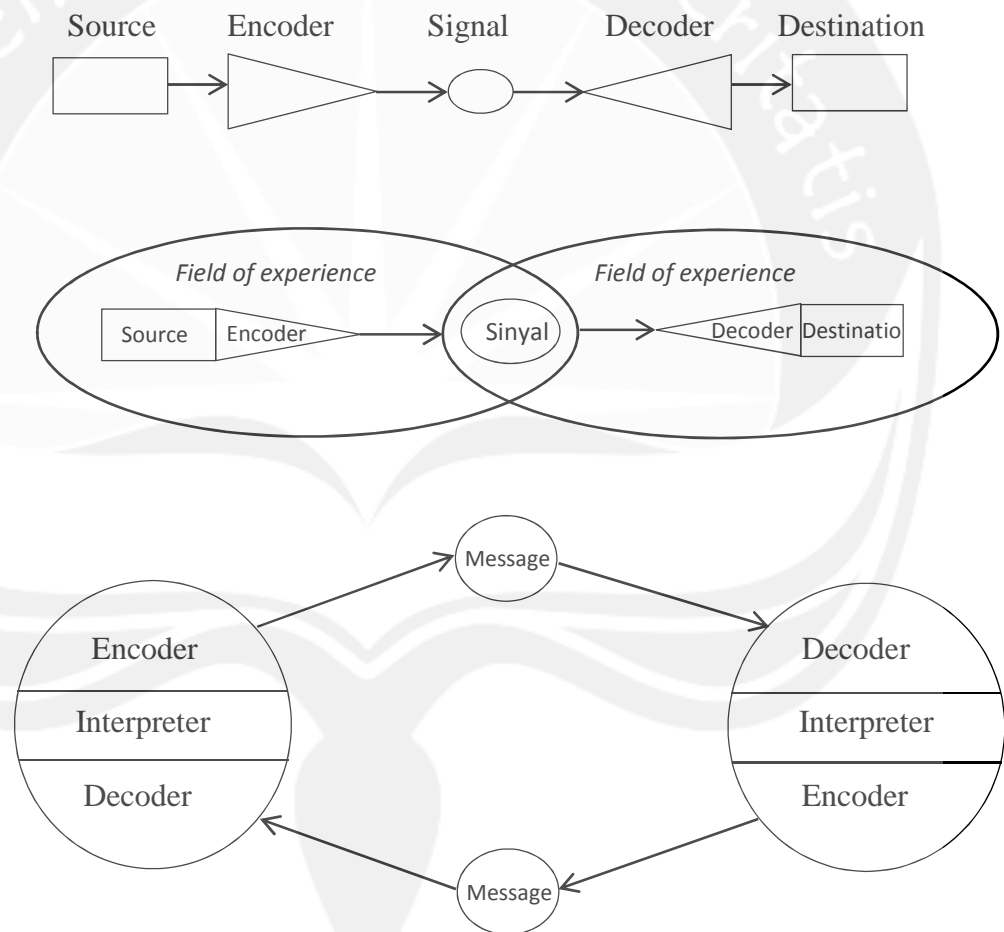 Source Encoder Signal Decoder Destination
Field of experience Field of experience
Source Encoder Sinyal Decoder Destinatio
Message
Encoder Decoder
Interpreter Interpreter
Decoder Encoder
Message